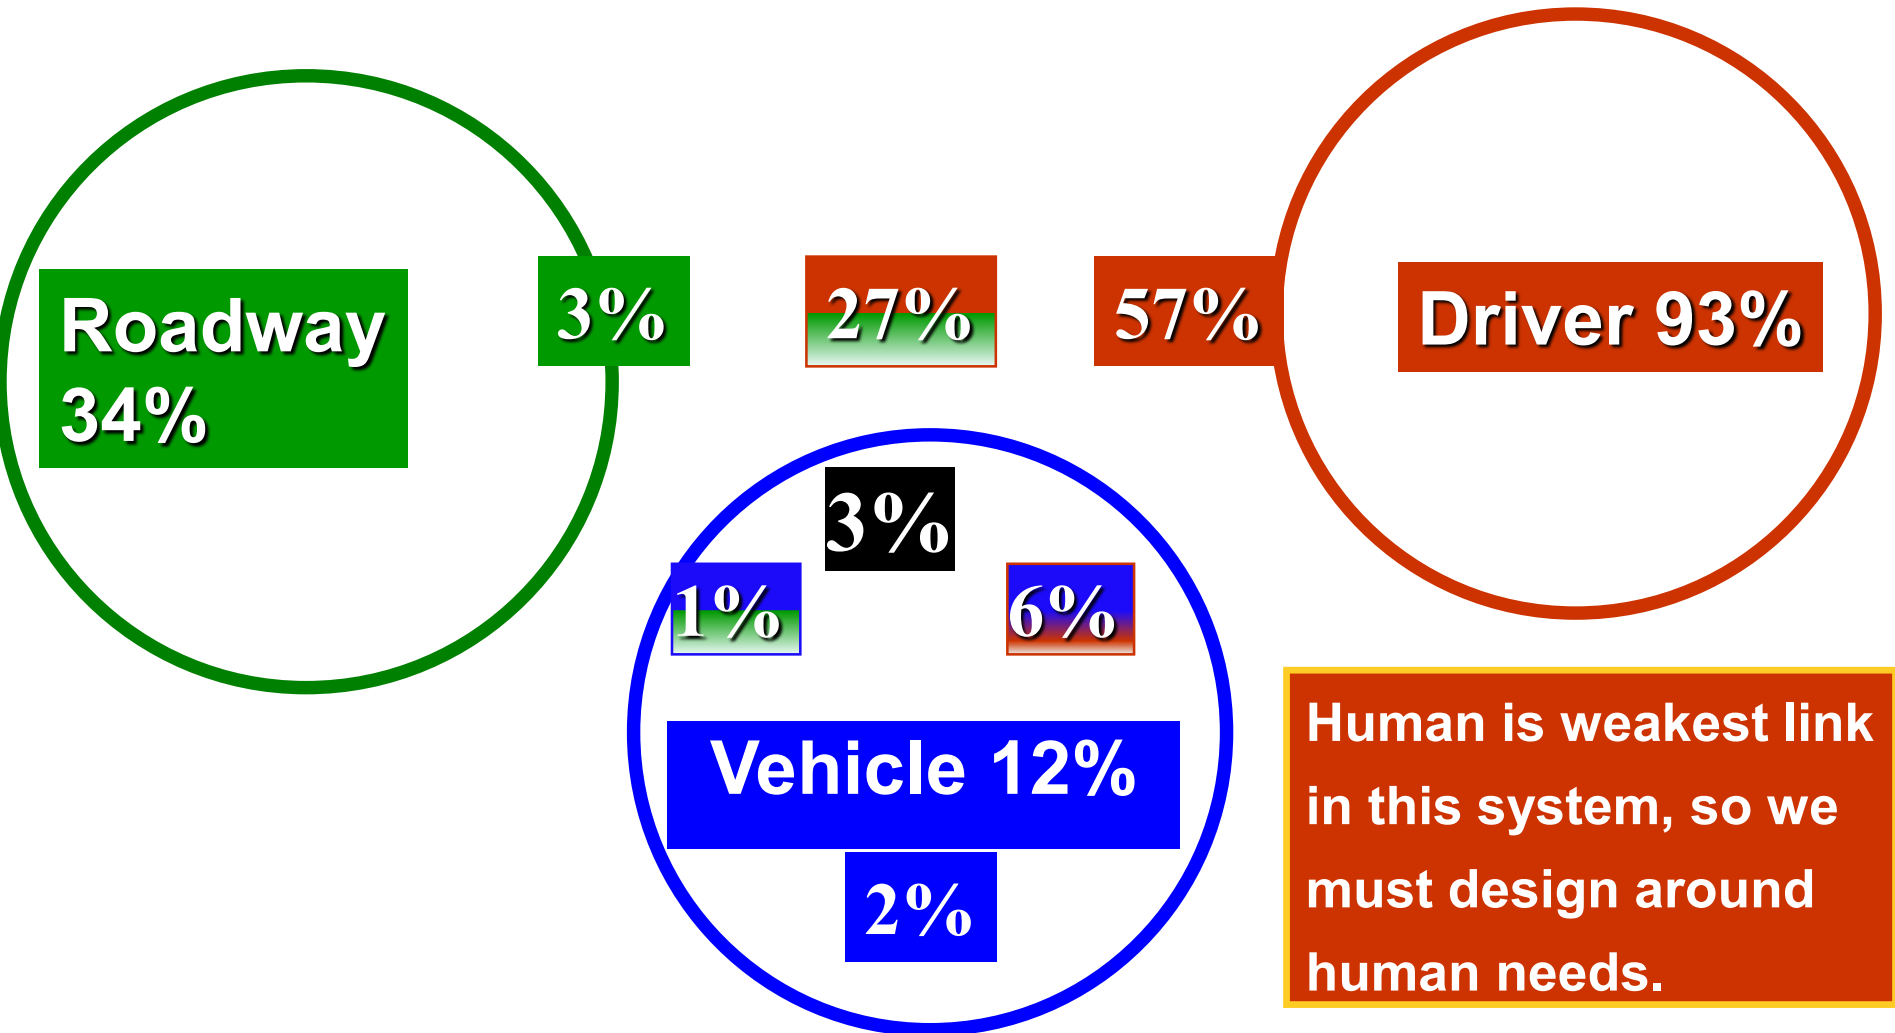 Roadway
34%
3%
27%
57%
Driver 93%
3%
1%
6%
Vehicle 12%
2%
Human is weakest link
in this system, so we
must design around
human needs.